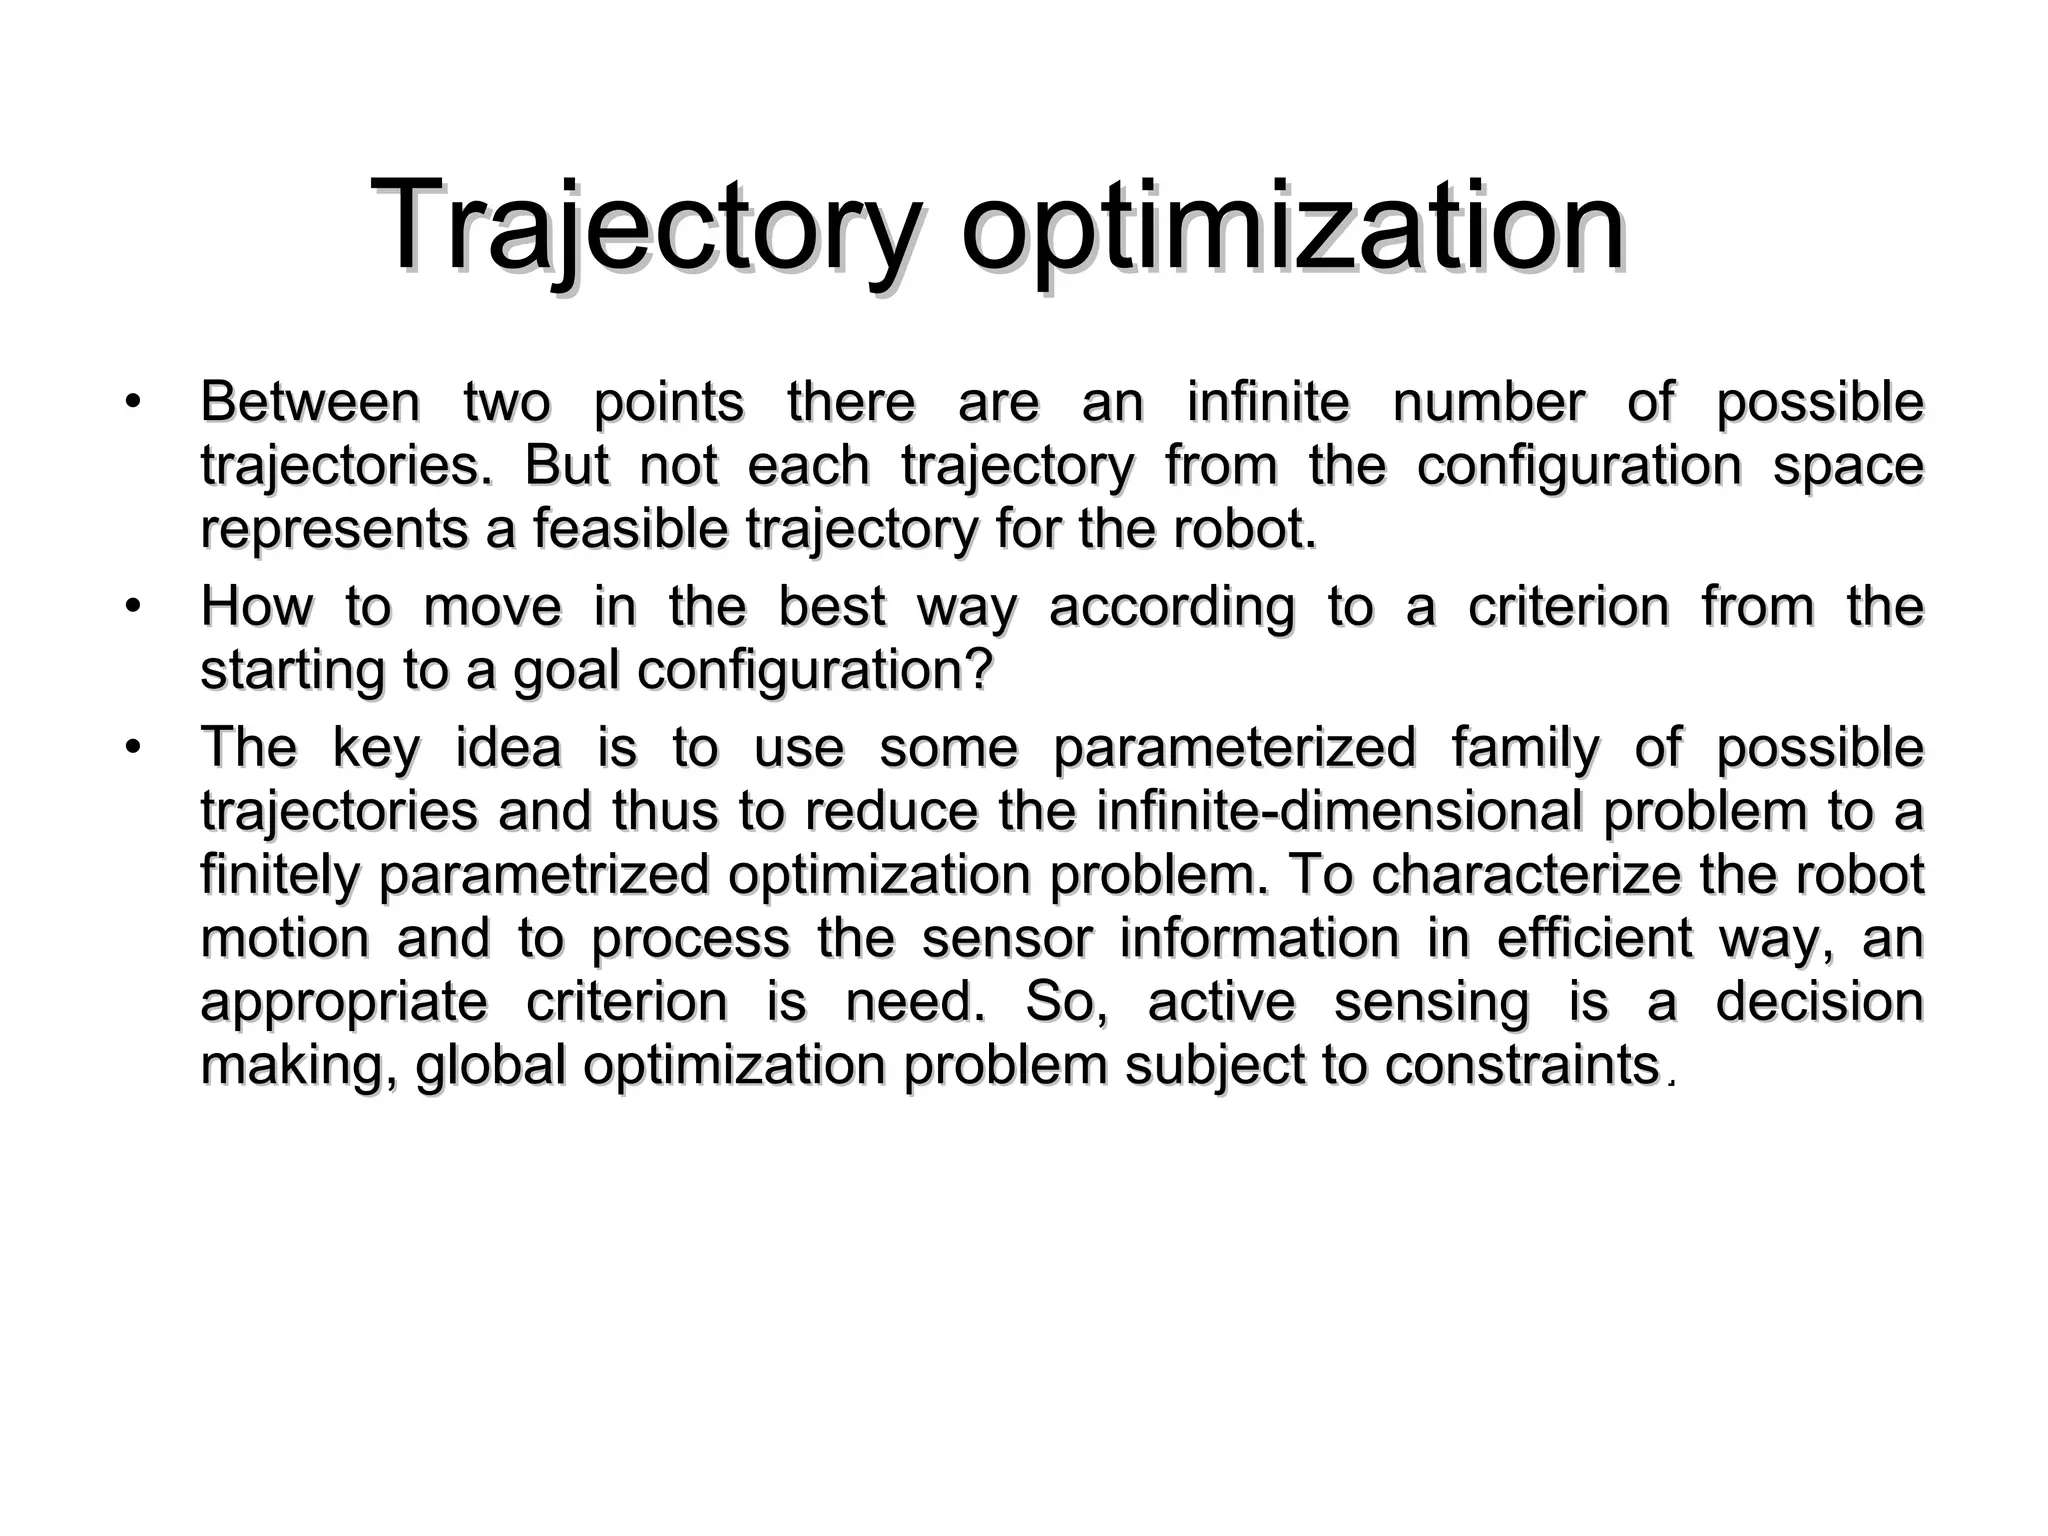 Trajectory optimization
• Between two points there are an infinite number of possible
trajectories. But not each trajectory from the configuration space
represents a feasible trajectory for the robot.
• How to move in the best way according to a criterion from the
starting to a goal configuration?
• The key idea is to use some parameterized family of possible
trajectories and thus to reduce the infinite-dimensional problem to a
finitely parametrized optimization problem. To characterize the robot
motion and to process the sensor information in efficient way, an
appropriate criterion is need. So, active sensing is a decision
making, global optimization problem subject to constraints.